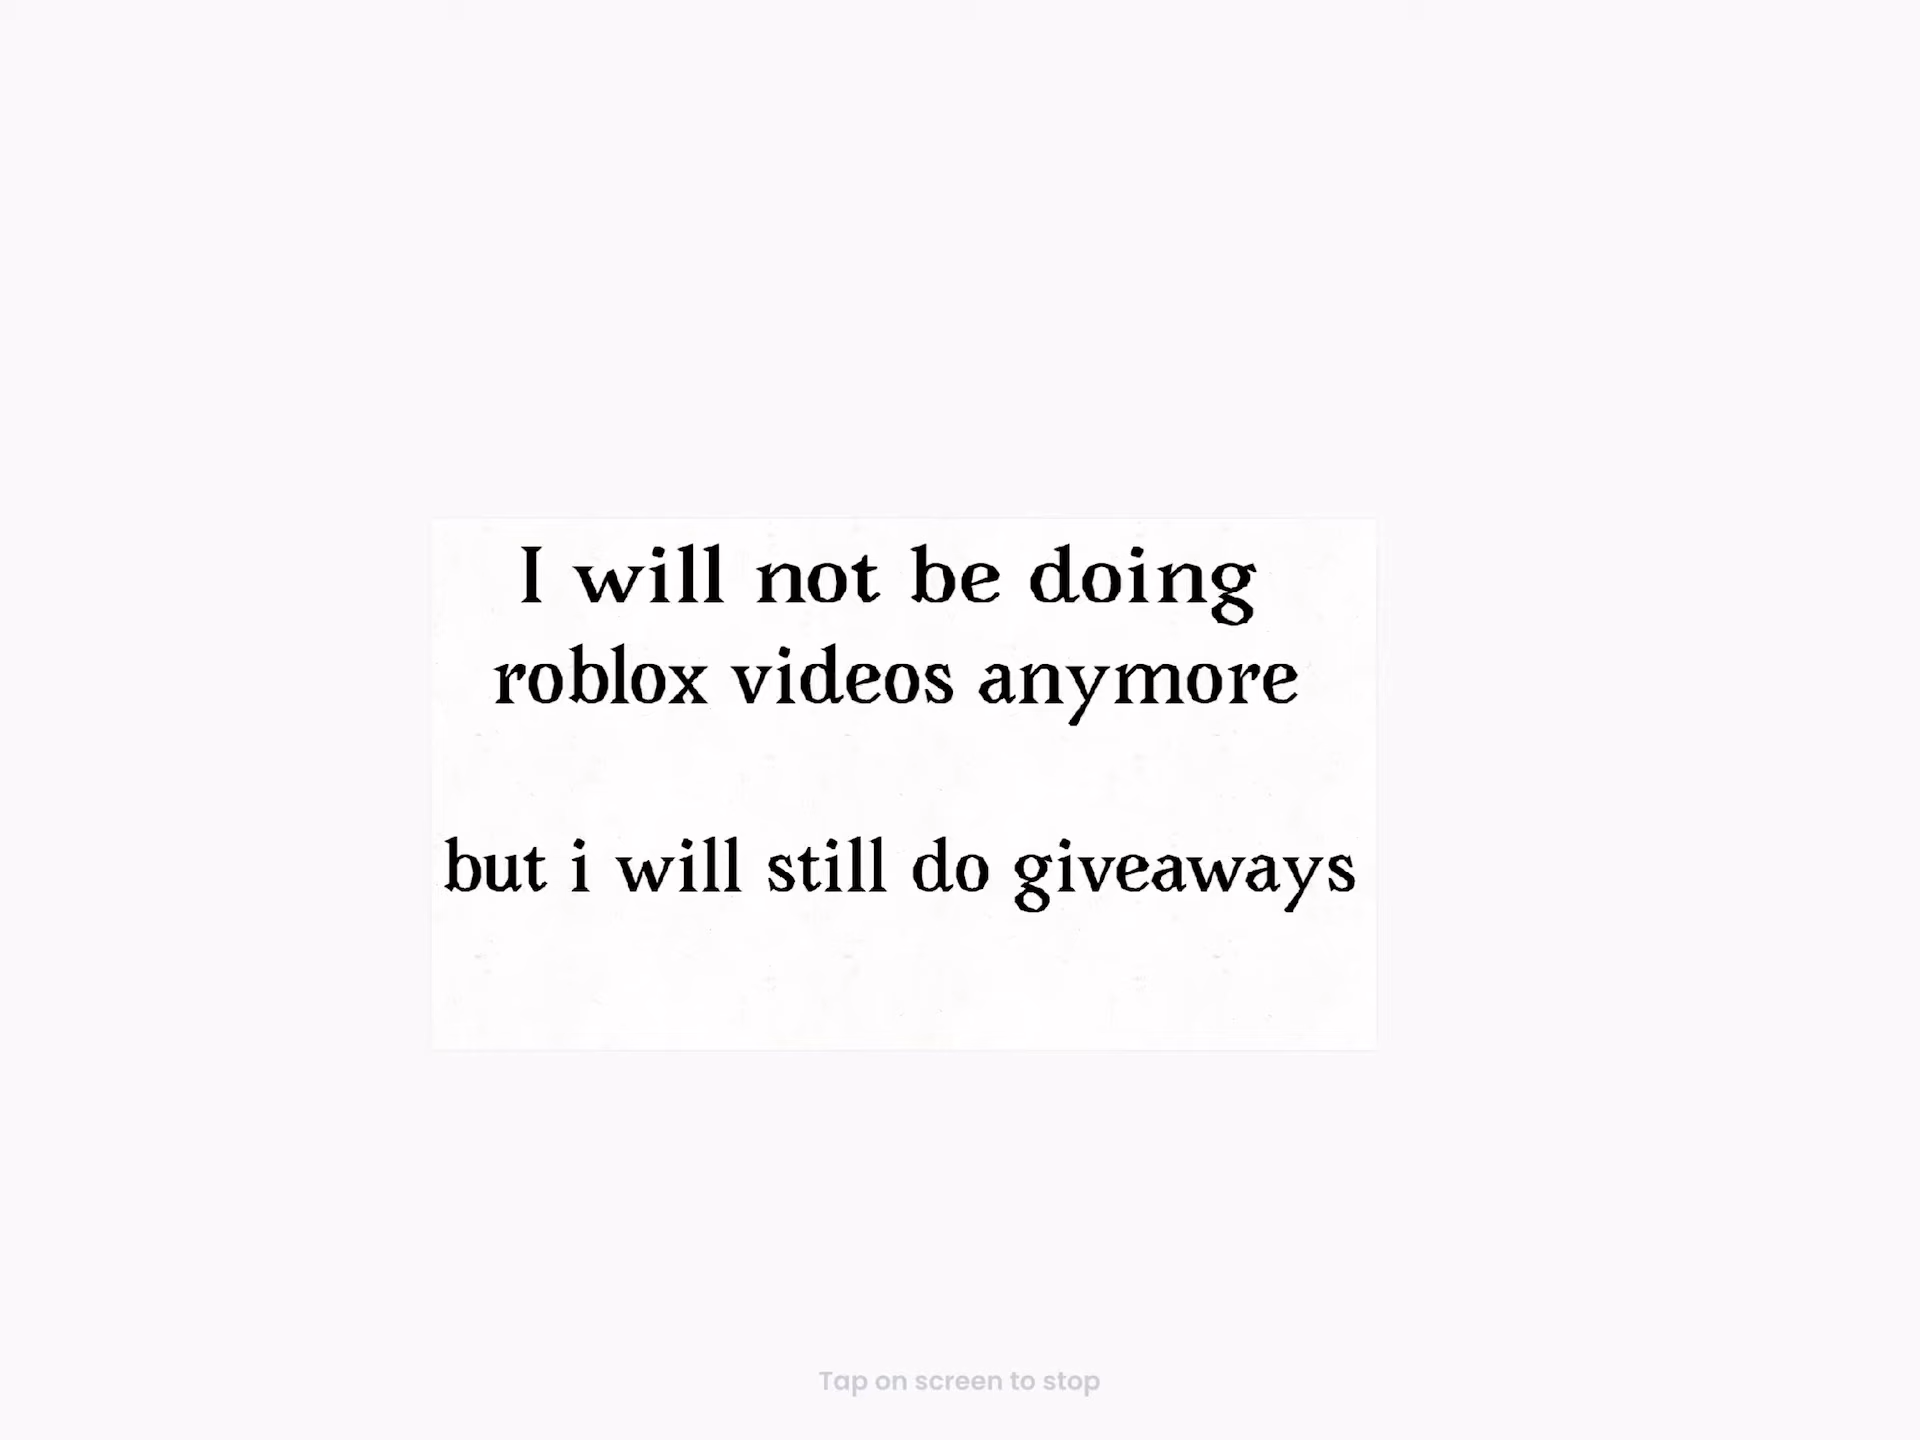 I will not be doing
roblox videos anymore
but i will still do giveaways
Tap on screen to stop